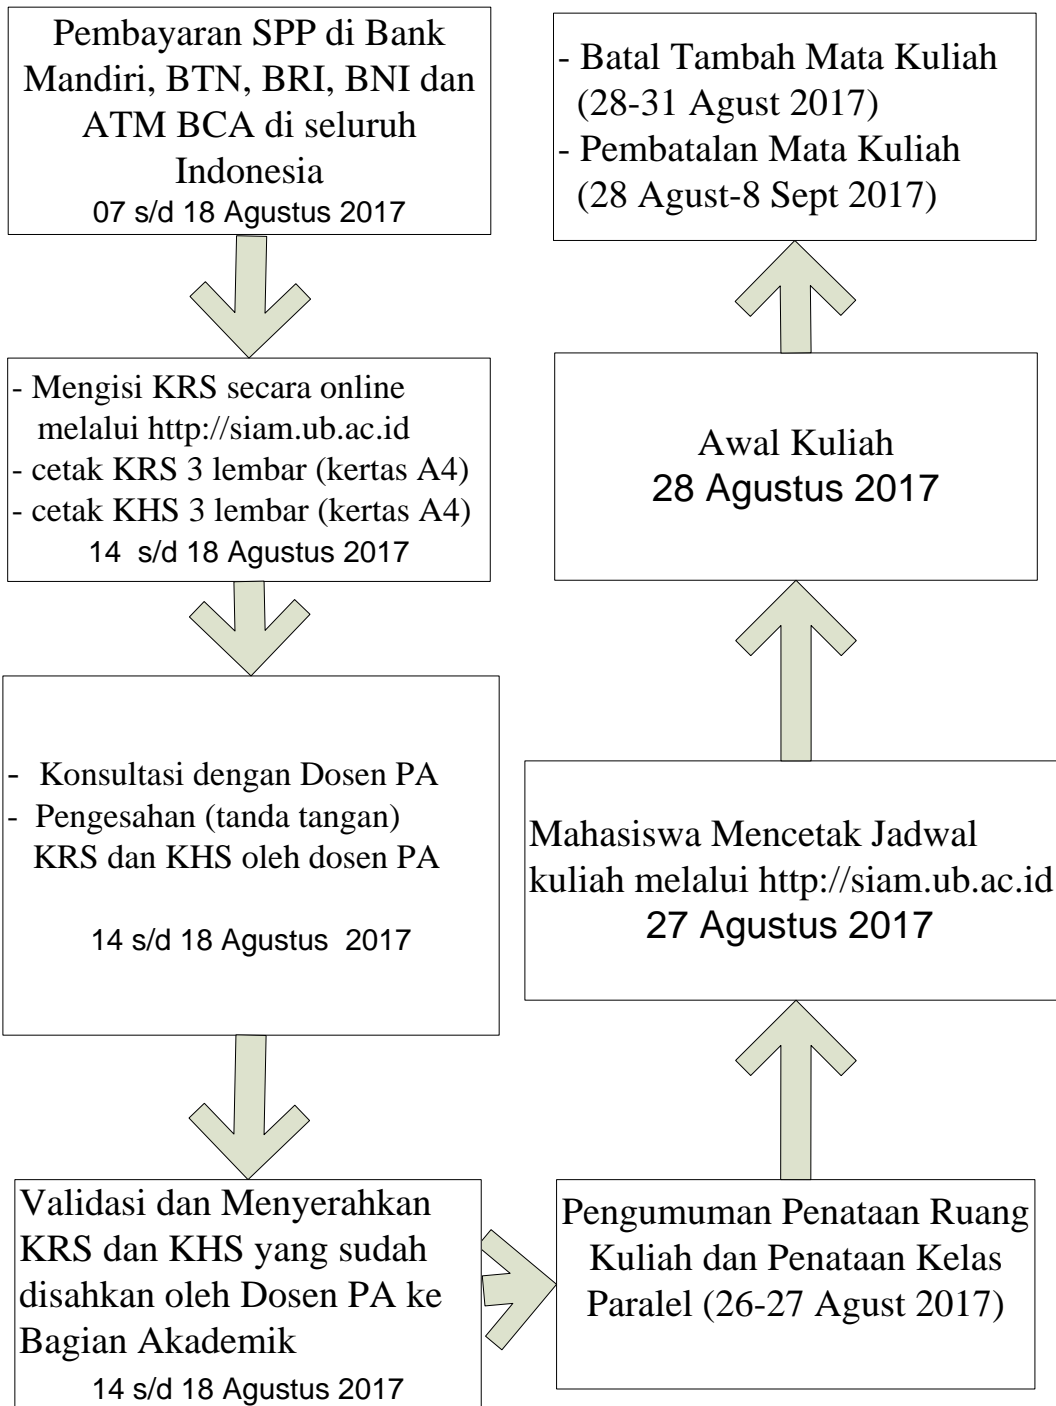 Pembayaran SPP di Bank
Mandiri, BTN, BRI, BNI dan
ATM BCA di seluruh
Indonesia
07 s/d 18 Agustus 2017
- Mengisi KRS secara online
melalui http://siam.ub.ac.id
- cetak KRS 3 lembar (kertas A4)
- cetak KHS 3 lembar (kertas A4)
14 s/d 18 Agustus 2017
- Konsultasi dengan Dosen PA
- Pengesahan (tanda tangan)
KRS dan KHS oleh dosen PA
14 s/d 18 Agustus 2017
Validasi dan Menyerahkan
KRS dan KHS yang sudah
disahkan oleh Dosen PA ke
Bagian Akademik
14 s/d 18 Agustus 2017
Pengumuman Penataan Ruang
Kuliah dan Penataan Kelas
Paralel (26-27 Agust 2017)
Mahasiswa Mencetak Jadwal
kuliah melalui http://siam.ub.ac.id
27 Agustus 2017
Awal Kuliah
28 Agustus 2017
- Batal Tambah Mata Kuliah
(28-31 Agust 2017)
- Pembatalan Mata Kuliah
(28 Agust-8 Sept 2017)